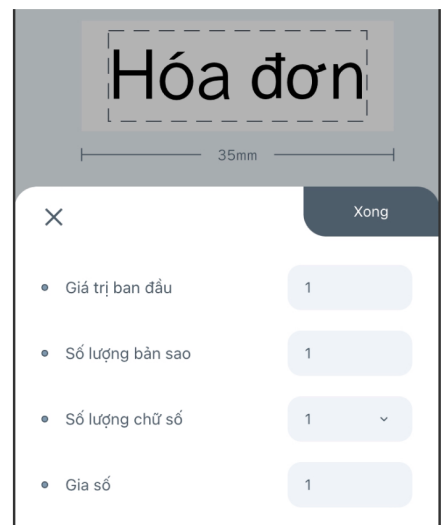 Hóa đơn
35mm
Xong
Giá trị ban đầu 1
Số lượng bản sao 1
Số lượng chữ số 1
Gia số 1